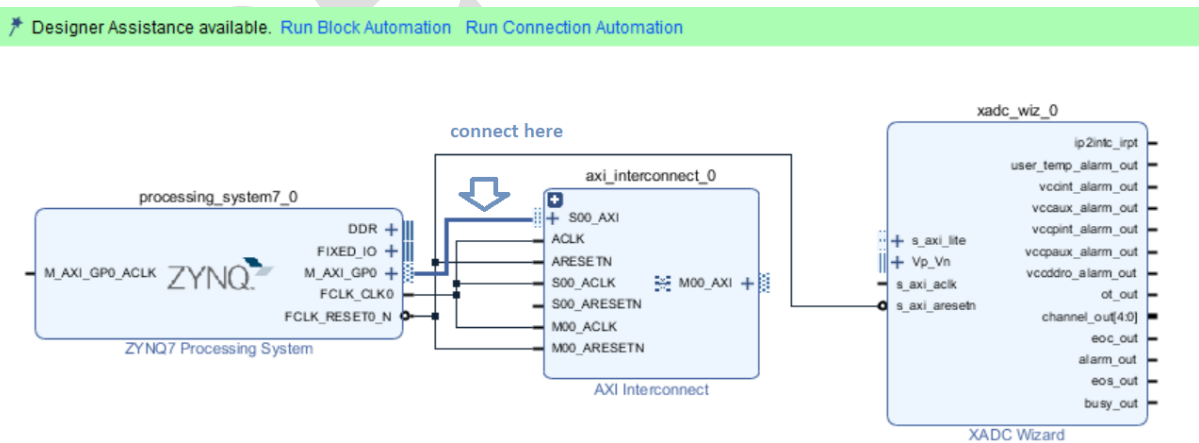 Designer Assistance available. Run Block Automation Run Connection Automation
connect here
processing_system7_0
DDR
FIXED_IO
M_AXI_GP0_ACLK
ZYNQ
M_AXI_GP0
FCLK_CLK0
FCLK_RESET0_N
ZYNQ7 Processing System
axi_interconnect_0
S00_AXI
ACLK
ARESETN
S00_ACLK
M00_AXI
S00_ARESETN
M00_ACLK
M00_ARESETN
AXI Interconnect
xadc_wiz_0
ip2intc_irpt
user_temp_alarm_out
vccint_alarm_out
vccaux_alarm_out
vccpint_alarm_out
s_axi_lite
vccpaux_alarm_out
Vp_Vn
vccddro_alarm_out
s_axi_aclk
ot_out
s_axi_aresetn
channel_out[4:0]
eoc_out
alarm_out
eos_out
busy_out
XADC Wizard